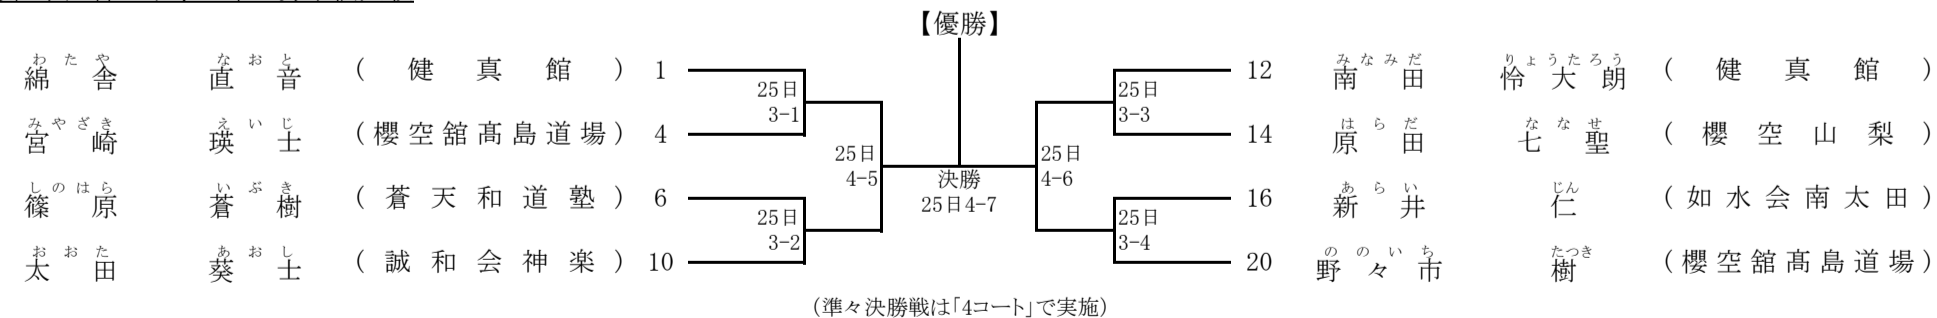 【優勝】
わたや なおと
綿舎 直音 (健真館) 1
25日
3-1
みやざき えいじ
宮崎 瑛士 (櫻空舘髙島道場) 4
25日
4-5
しのはら いぶき
篠原 蒼樹 (蒼天和道塾) 6
25日
3-2
おおた あおし
太田 葵士 (誠和会神楽) 10
決勝
25日4-7
みなみだ りょうたろう
12 南田 怜大朗 (健真館)
25日
3-3
はらだ ななせ
14 原田 七聖 (櫻空山梨)
25日
4-6
あらい じん
16 新井 仁 (如水会南太田)
25日
3-4
ののいち たつき
20 野々市 樹 (櫻空舘髙島道場)
(準々決勝戦は「4コート」で実施)